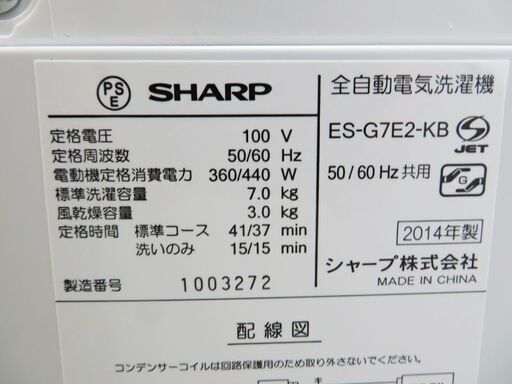 PS
E
SHARP
全自動電気洗濯機
定格電圧 100 V
ES-G7E2-KB
JET
定格周波数 50/60 Hz
電動機定格消費電力 360/440 W
50/60 Hz 共用
標準洗濯容量 7.0 kg
風乾燥容量 3.0 kg
定格時間 標準コース 41/37 min
2014年製
洗いのみ 15/15 min
シャープ株式会社
製造番号 1003272
MADE IN CHINA
配線図
コンデンサーコイルは回路保護用のため取り外さないでください。